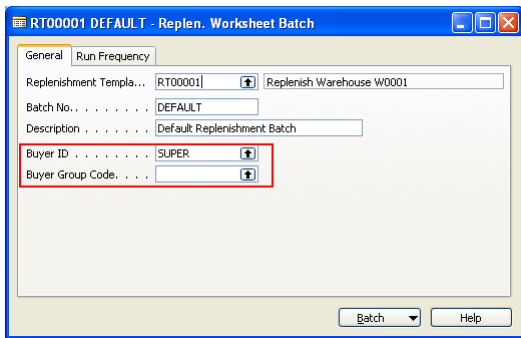 RT00001 DEFAULT - Replen. Worksheet Batch
General Run Frequency
Replenishment Templa... RT00001 Replenish Warehouse W0001
Batch No. . . . . . . . . DEFAULT
Description . . . . . . . Default Replenishment Batch
Buyer ID . . . . . . . . SUPER
Buyer Group Code. . . . .
Batch Help